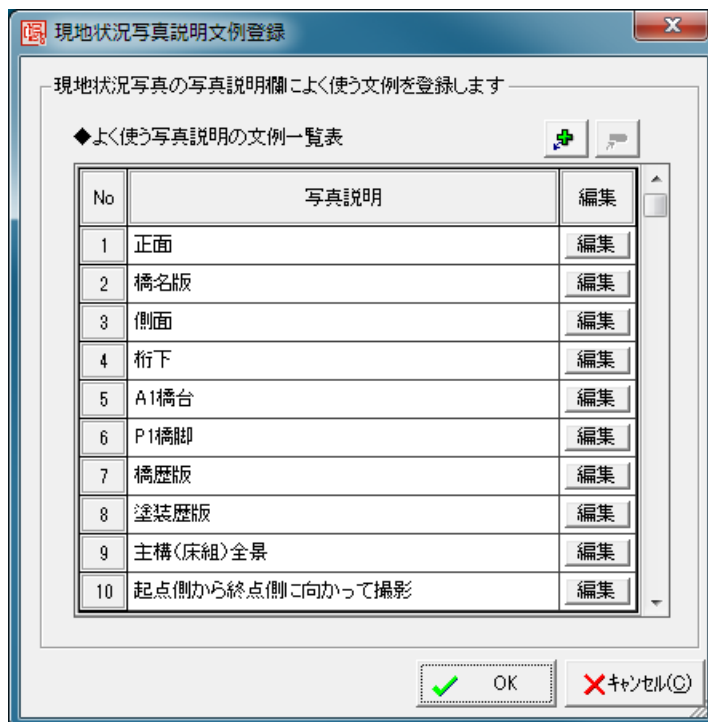 現地状況写真説明文例登録
現地状況写真の写真説明欄によく使う文例を登録します
◆よく使う写真説明の文例一覧表
No 写真説明 編集
1 正面 編集
2 橋名版 編集
3 側面 編集
4 桁下 編集
5 A1橋台 編集
6 P1橋脚 編集
7 橋歴版 編集
8 塗装歴版 編集
9 主構(床組)全景 編集
10 起点側から終点側に向かって撮影 編集
OK キャンセル(C)